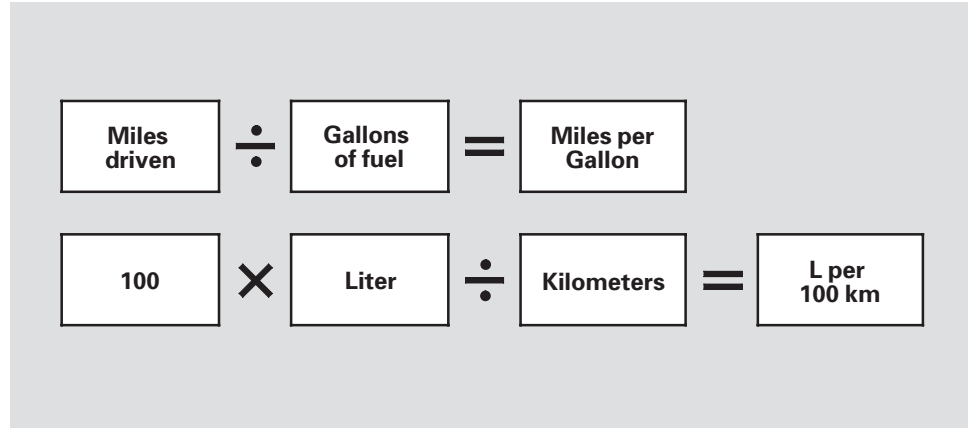 Miles driven ÷ Gallons of fuel = Miles per Gallon
100 × Liter ÷ Kilometers = L per 100 km